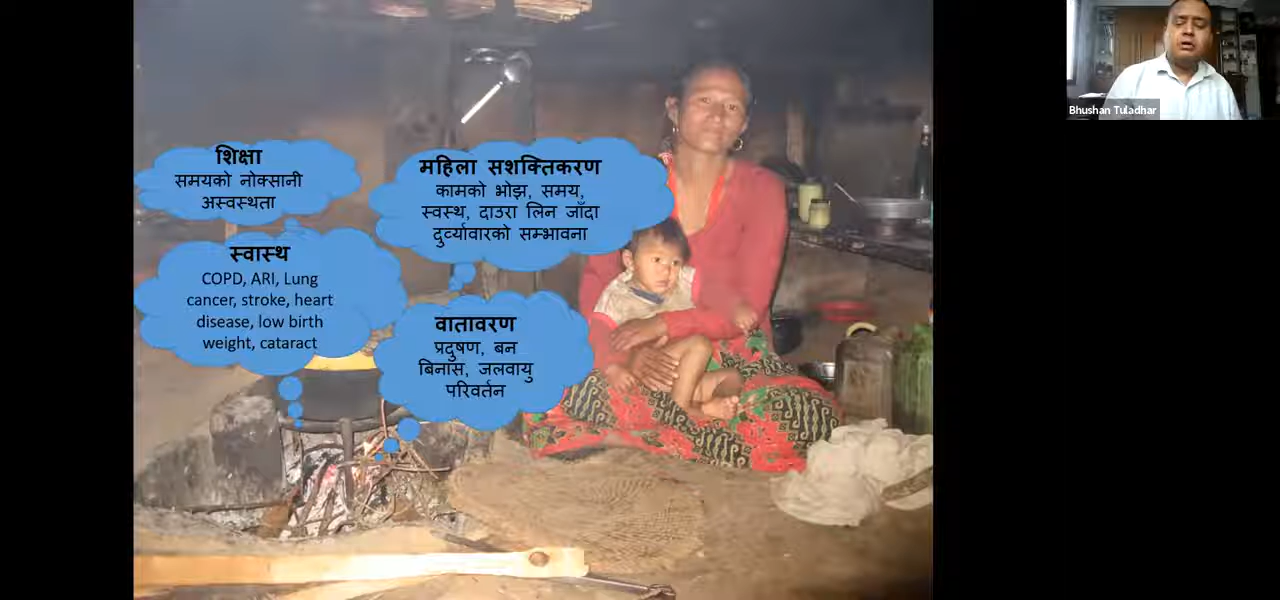 शिक्षा
समयको नोक्सानी
अस्वस्थता
महिला सशक्तिकरण
कामको भोझ, समय,
स्वस्थ, दाउरा लिन जाँदा
दुर्व्यावारको सम्भावना
स्वास्थ
COPD, ARI, Lung
cancer, stroke, heart
disease, low birth
weight, cataract
वातावरण
प्रदुषण, बन
बिनास, जलवायु
परिवर्तन
Bhushan Tuladhar